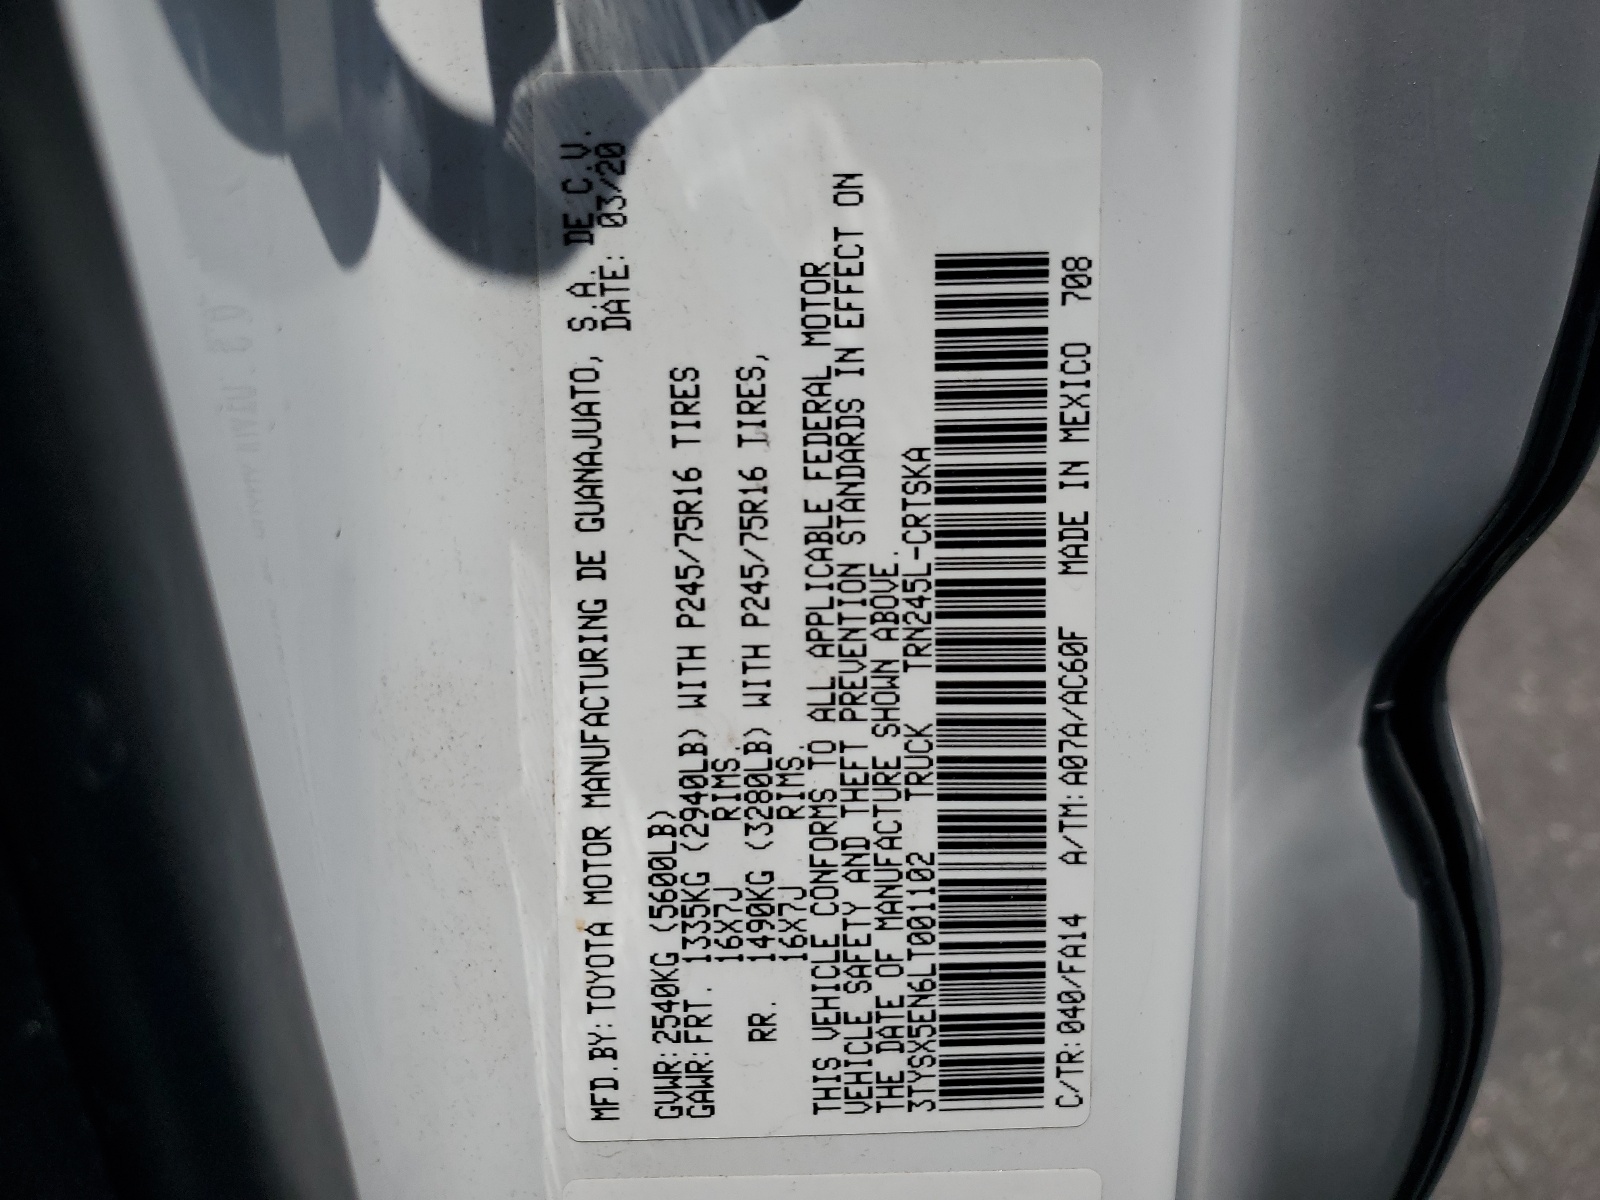 MFD.BY:TOYOTA MOTOR MANUFACTURING DE GUANAJUATO, S.A. DE C.V.
DATE: 03/20
GVWR:2540KG (5600LB)
GAWR:FRT. 1335KG (2940LB) WITH P245/75R16 TIRES
16X7J RIMS.
RR. 1490KG (3280LB) WITH P245/75R16 TIRES,
16X7J RIMS.
THIS VEHICLE CONFORMS TO ALL APPLICABLE FEDERAL MOTOR
VEHICLE SAFETY AND THEFT PREVENTION STANDARDS IN EFFECT ON
THE DATE OF MANUFACTURE SHOWN ABOVE.
3TYSX5EN6LT001102 TRUCK TRN245L-CRTSKA
C/TR:040/FA14 A/TM:A07A/AC60F MADE IN MEXICO 708